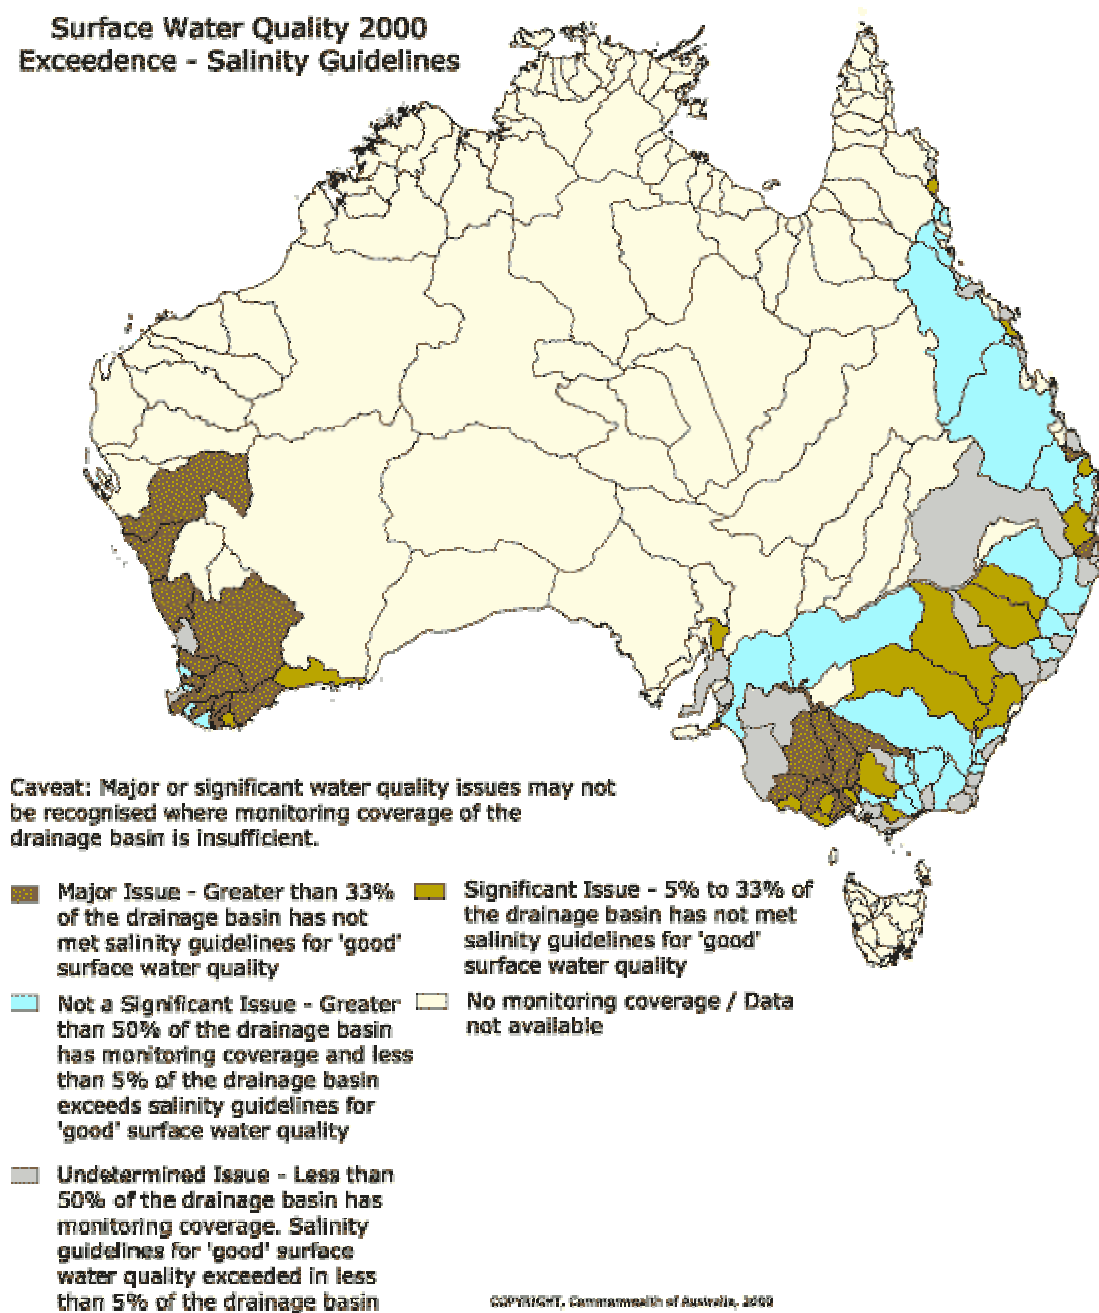 Surface Water Quality 2000
Exceedence - Salinity Guidelines
Caveat: Major or significant water quality issues may not
be recognised where monitoring coverage of the
drainage basin is insufficient.
Major Issue - Greater than 33%
of the drainage basin has not
met salinity guidelines for 'good'
surface water quality
Significant Issue - 5% to 33% of
the drainage basin has not met
salinity guidelines for 'good'
surface water quality
Not a Significant Issue - Greater
than 50% of the drainage basin
has monitoring coverage and less
than 5% of the drainage basin
exceeds salinity guidelines for
'good' surface water quality
No monitoring coverage / Data
not available
Undetermined Issue - Less than
50% of the drainage basin has
monitoring coverage. Salinity
guidelines for 'good' surface
water quality exceeded in less
than 5% of the drainage basin
COPYRIGHT, Commonwealth of Australia, 2000